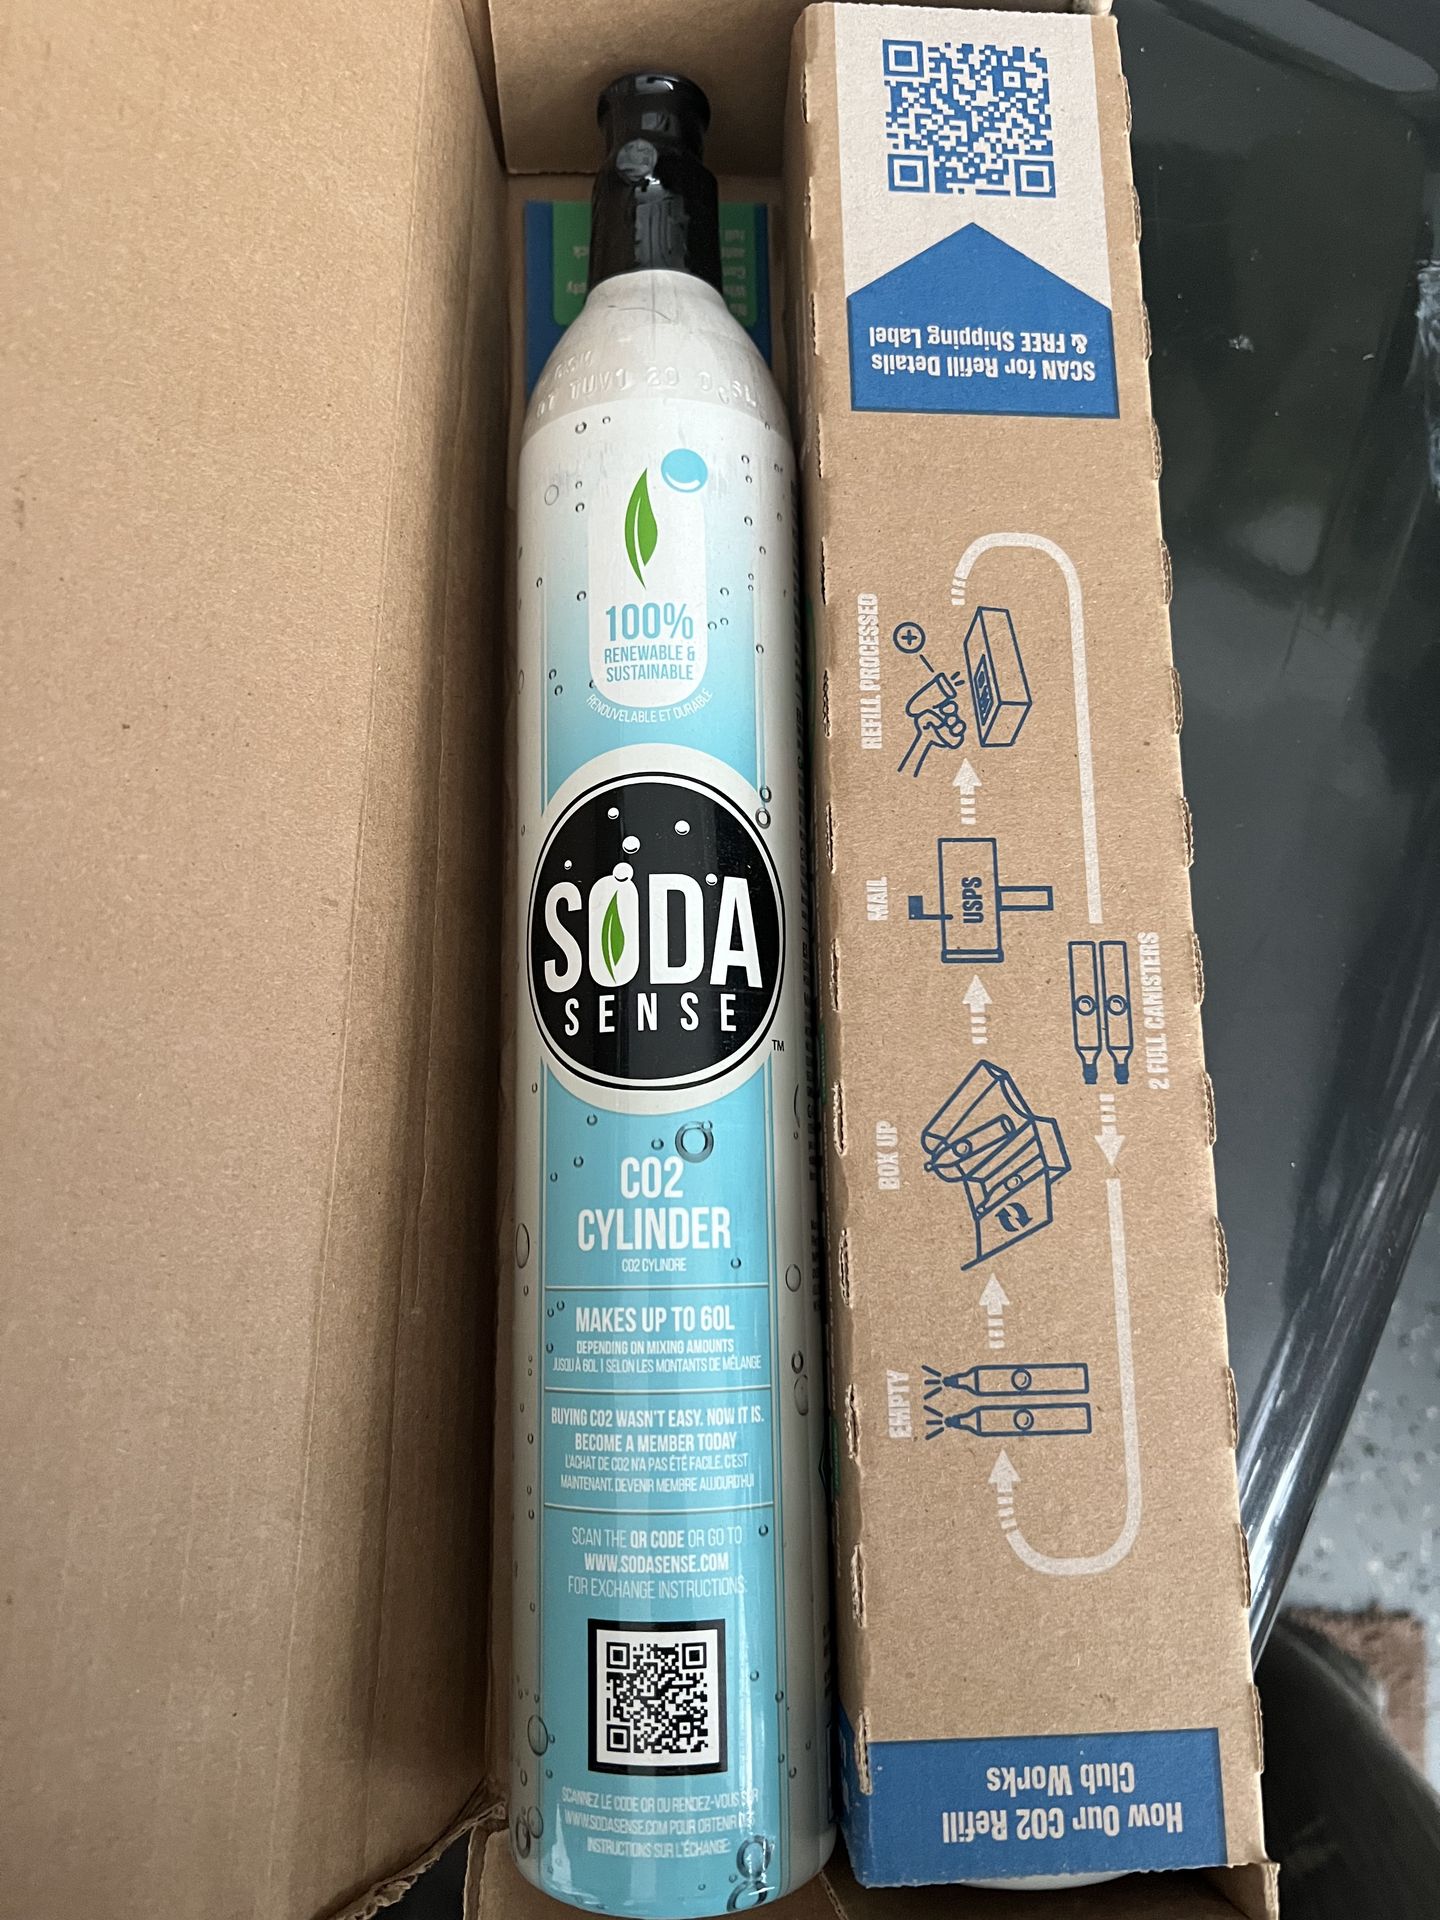 100%
RENEWABLE &
SUSTAINABLE
RENOUVELABLE ET DURABLE
SODA
SENSE
TM
CO2
CYLINDER
CO2 CYLINDRE
MAKES UP TO 60L
DEPENDING ON MIXING AMOUNTS
JUSQU'À 60L | SELON LES MONTANTS DE MÉLANGE
BUYING CO2 WASN'T EASY. NOW IT IS.
BECOME A MEMBER TODAY
L'ACHAT DE CO2 N'A PAS ÉTÉ FACILE. C'EST
MAINTENANT. DEVENIR MEMBRE AUJOURD'HUI
SCAN THE QR CODE OR GO TO
WWW.SODASENSE.COM
FOR EXCHANGE INSTRUCTIONS:
SCANNEZ LE CODE QR OU RENDEZ-VOUS SUR
WWW.SODASENSE.COM POUR OBTENIR
INSTRUCTIONS SUR L'ÉCHANGE.
SCAN for Refill Details
& FREE Shipping Label
REFILL PROCESSED
MAIL
USPS
BOX UP
2 FULL CANISTERS
EMPTY
How Our CO2 Refill
Club Works